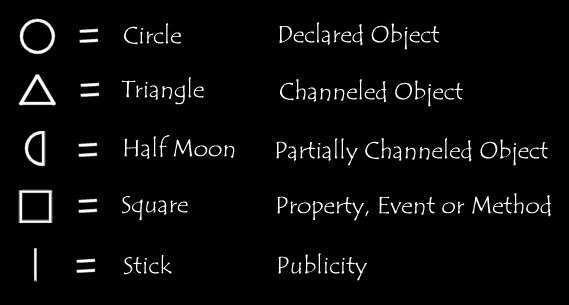 = Circle Declared Object
= Triangle Channeled Object
= Half Moon Partially Channeled Object
= Square Property, Event or Method
= Stick Publicity